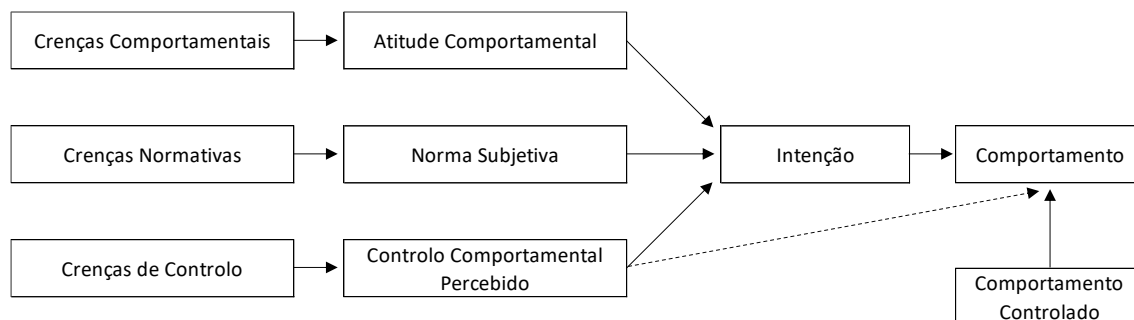 Crenças Comportamentais
Atitude Comportamental
Crenças Normativas
Norma Subjetiva
Intenção
Comportamento
Crenças de Controlo
Controlo Comportamental
Percebido
Comportamento
Controlado